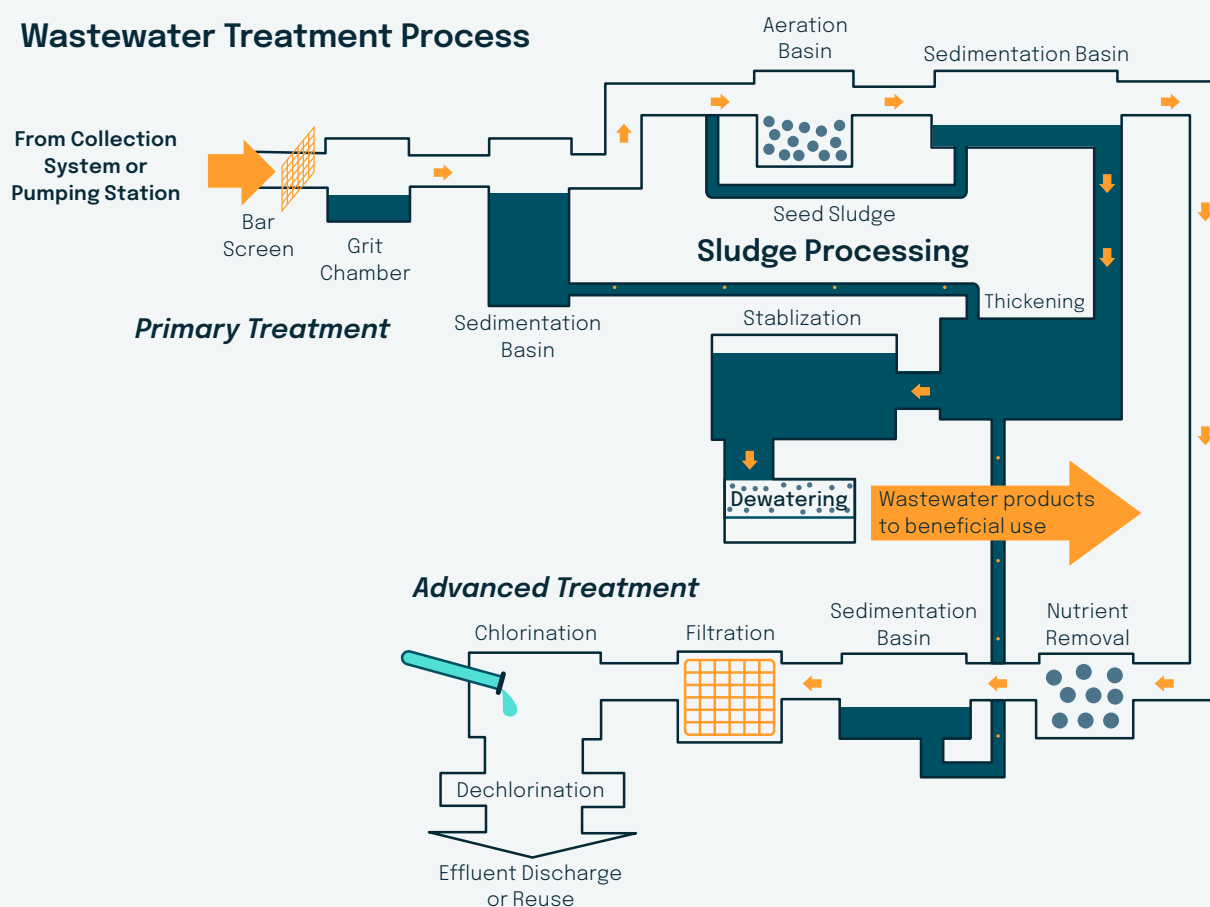 Wastewater Treatment Process
From Collection
System or
Pumping Station
Bar
Screen
Grit
Chamber
Primary Treatment
Sedimentation
Basin
Aeration
Basin
Sedimentation Basin
Seed Sludge
Sludge Processing
Thickening
Stablization
Dewatering
Wastewater products
to beneficial use
Advanced Treatment
Nutrient
Removal
Sedimentation
Basin
Filtration
Chlorination
Dechlorination
Effluent Discharge
or Reuse